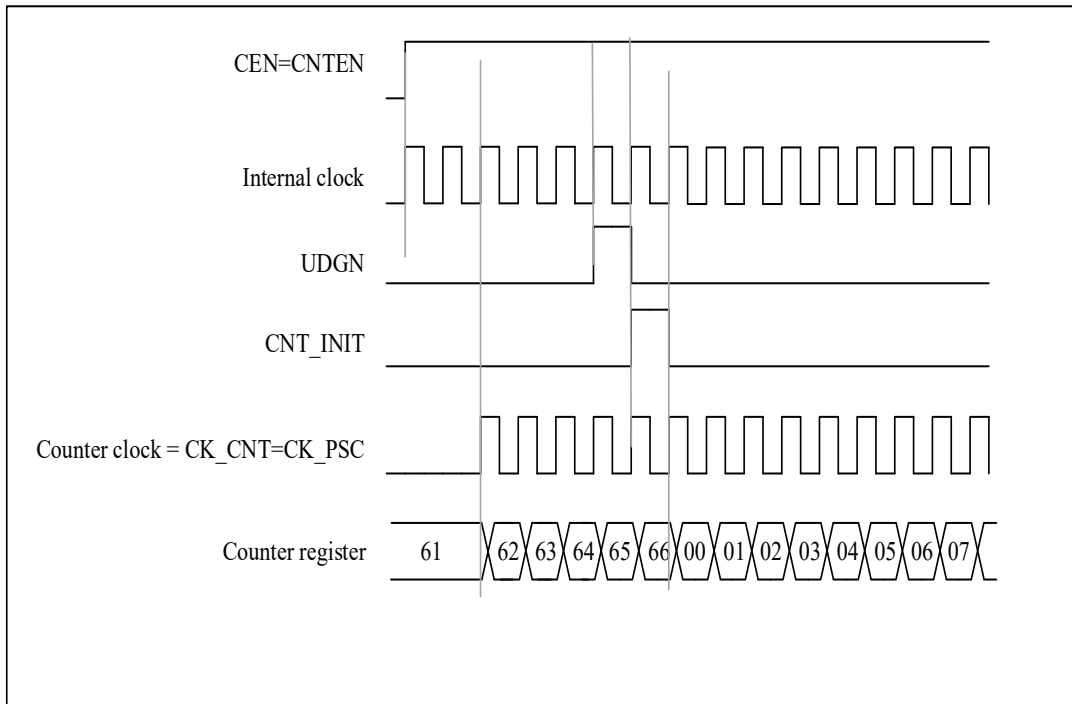 CEN=CNTEN
Internal clock
UDGN
CNT_INIT
Counter clock = CK_CNT=CK_PSC
Counter register 61 62 63 64 65 66 00 01 02 03 04 05 06 07